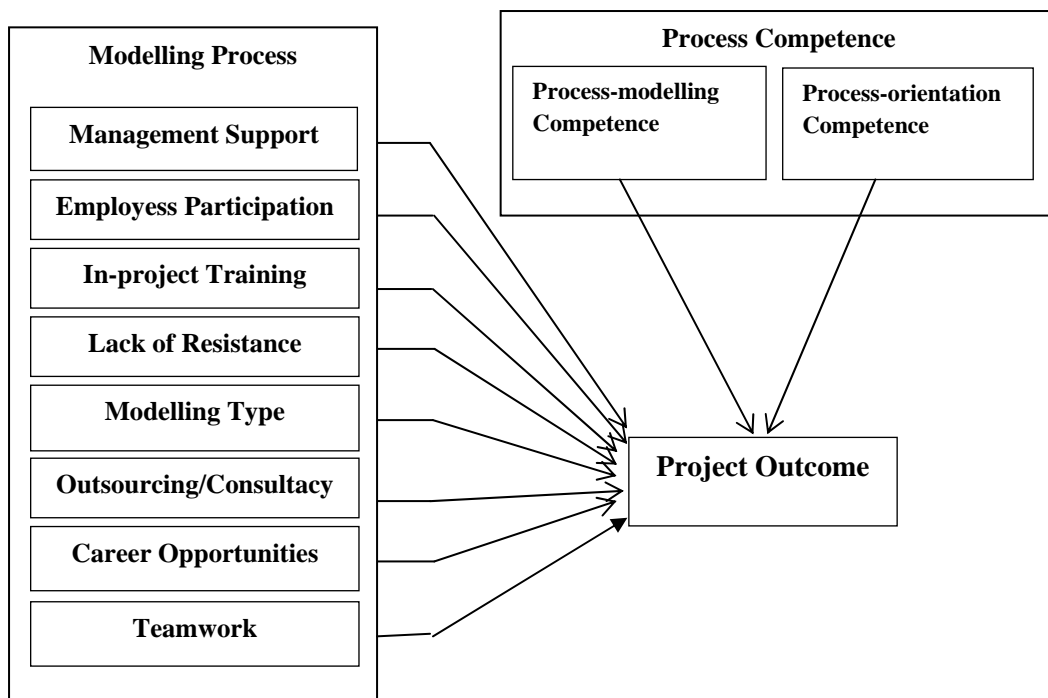 Modelling Process
Management Support
Employess Participation
In-project Training
Lack of Resistance
Modelling Type
Outsourcing/Consultacy
Career Opportunities
Teamwork
Process Competence
Process-modelling
Competence
Process-orientation
Competence
Project Outcome